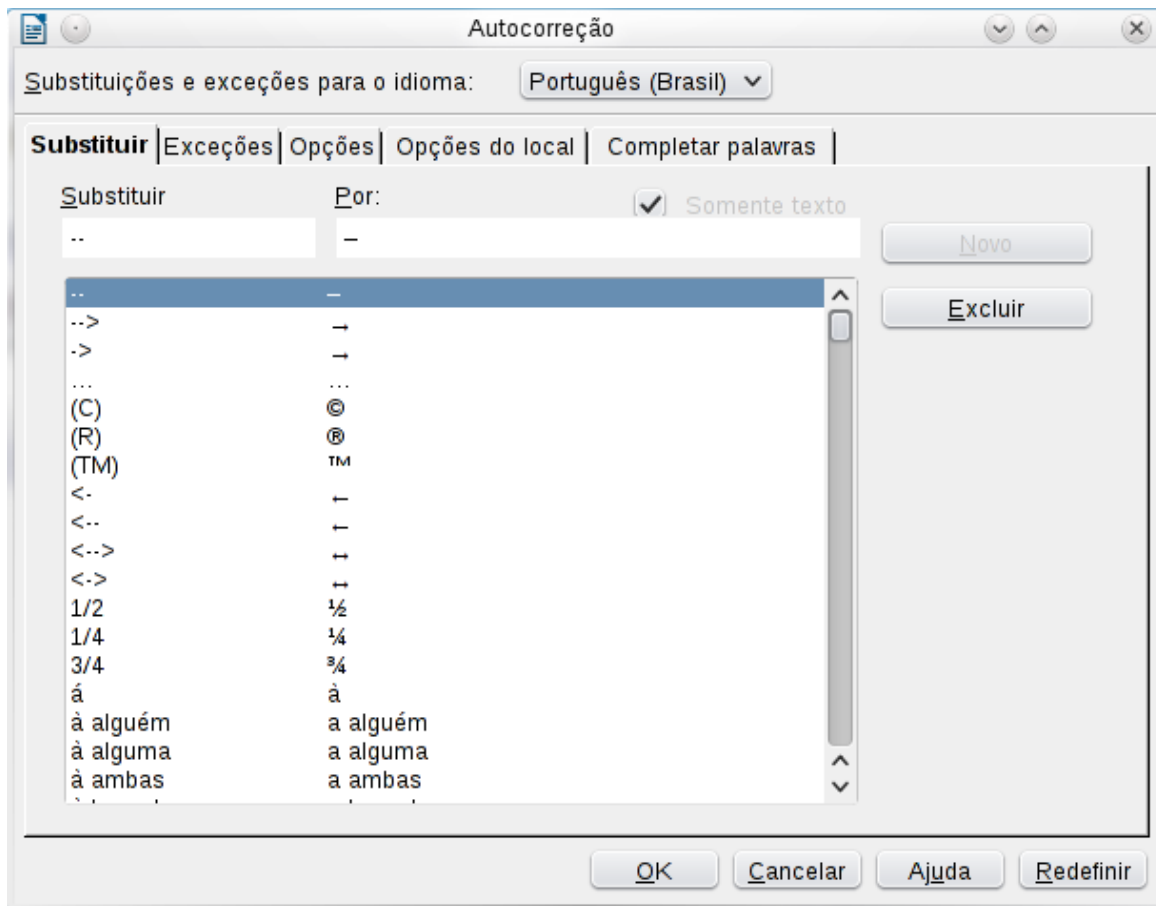 Autocorreção
Substituições e exceções para o idioma: Português (Brasil)
Substituir Exceções Opções Opções do local Completar palavras
Substituir Por: Somente texto
-- – Novo
-- – Excluir
--> →
-> →
... …
(C) ©
(R) ®
(TM) ™
<- ←
<-- ←
<--> ↔
<-> ↔
1/2 ½
1/4 ¼
3/4 ¾
á à
à alguém a alguém
à alguma a alguma
à ambas a ambas
OK Cancelar Ajuda Redefinir